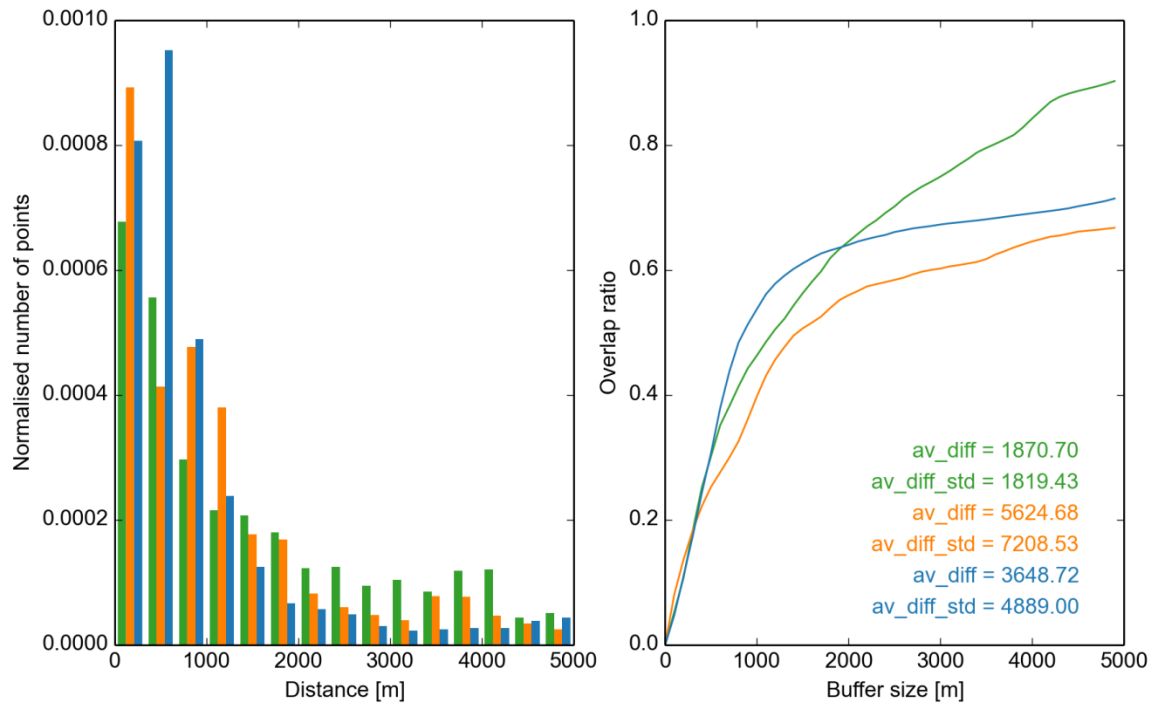 0.0010
0.0008
0.0006
0.0004
0.0002
0.0000
Normalised number of points
0 1000 2000 3000 4000 5000
Distance [m]
1.0
0.8
0.6
0.4
0.2
0.0
Overlap ratio
av_diff = 1870.70
av_diff_std = 1819.43
av_diff = 5624.68
av_diff_std = 7208.53
av_diff = 3648.72
av_diff_std = 4889.00
0 1000 2000 3000 4000 5000
Buffer size [m]